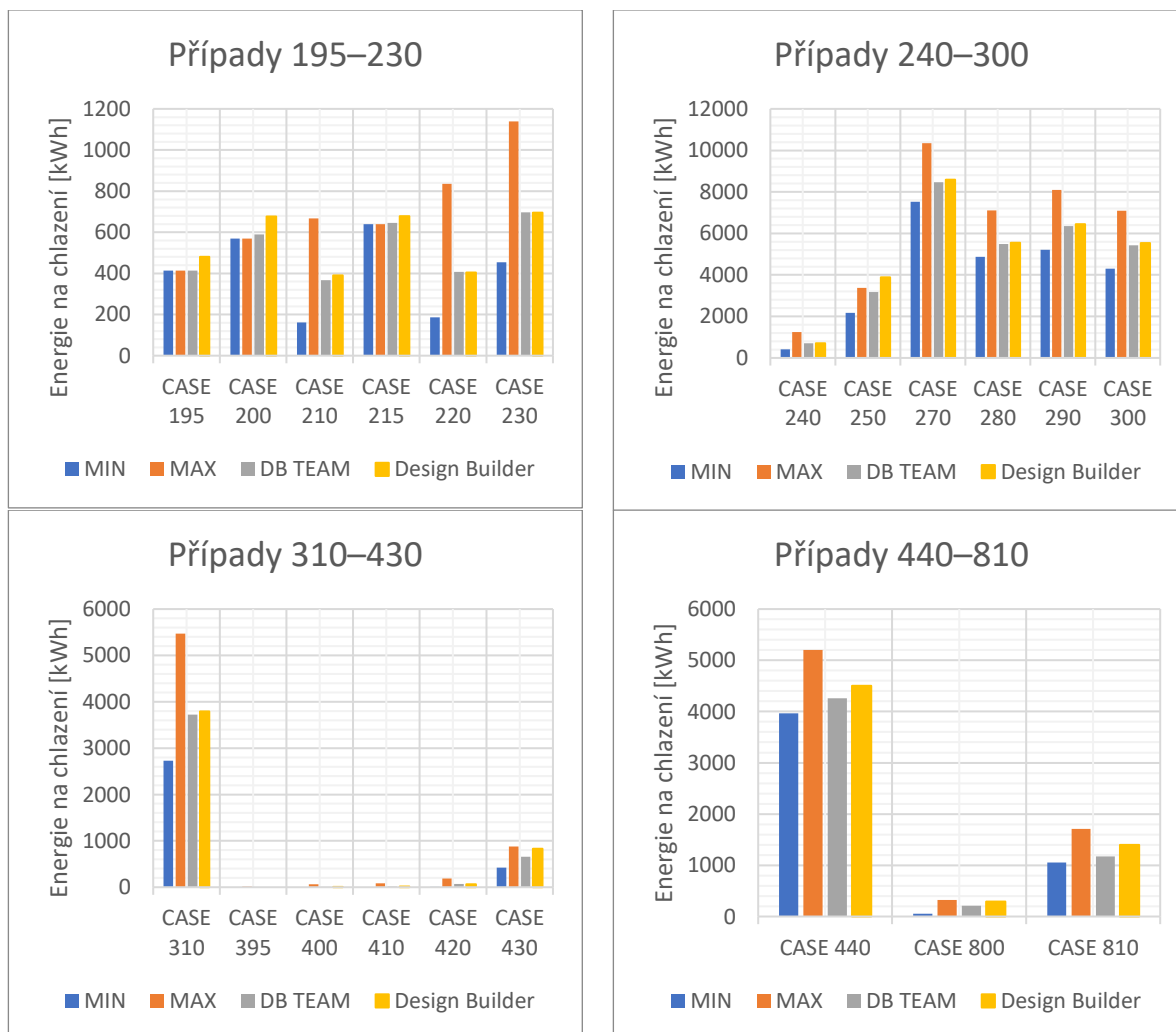 Případy 195–230
Energie na chlazení [kWh]
1200
1000
800
600
400
200
0
CASE 195
CASE 200
CASE 210
CASE 215
CASE 220
CASE 230
MIN MAX DB TEAM Design Builder
Případy 240–300
Energie na chlazení [kWh]
12000
10000
8000
6000
4000
2000
0
CASE 240
CASE 250
CASE 270
CASE 280
CASE 290
CASE 300
MIN MAX DB TEAM Design Builder
Případy 310–430
Energie na chlazení [kWh]
6000
5000
4000
3000
2000
1000
0
CASE 310
CASE 395
CASE 400
CASE 410
CASE 420
CASE 430
MIN MAX DB TEAM Design Builder
Případy 440–810
Energie na chlazení [kWh]
6000
5000
4000
3000
2000
1000
0
CASE 440
CASE 800
CASE 810
MIN MAX DB TEAM Design Builder